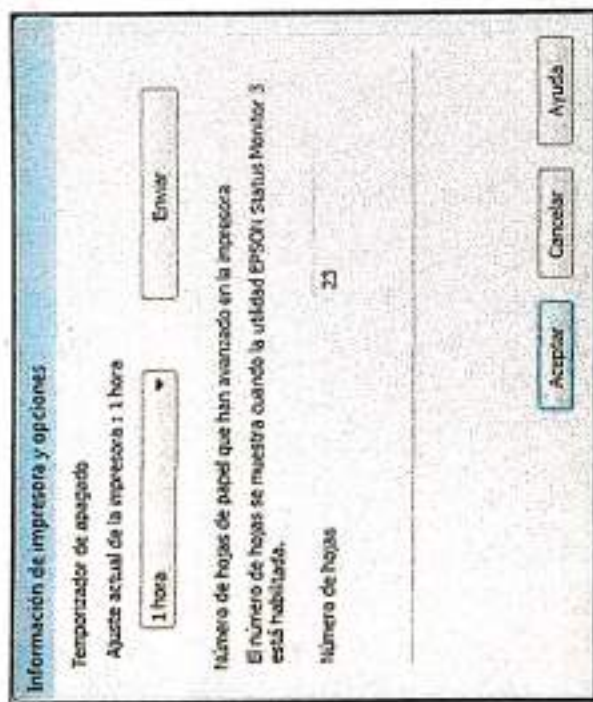 Información de impresora y opciones
Temporizador de apagado
Ajuste actual de la impresora : 1 hora
1 hora
Enviar
Número de hojas de papel que han avanzado en la impresora
El número de hojas se muestra cuando la utilidad EPSON Status Monitor 3
está habilitada.
Número de hojas
23
Aceptar
Cancelar
Ayuda